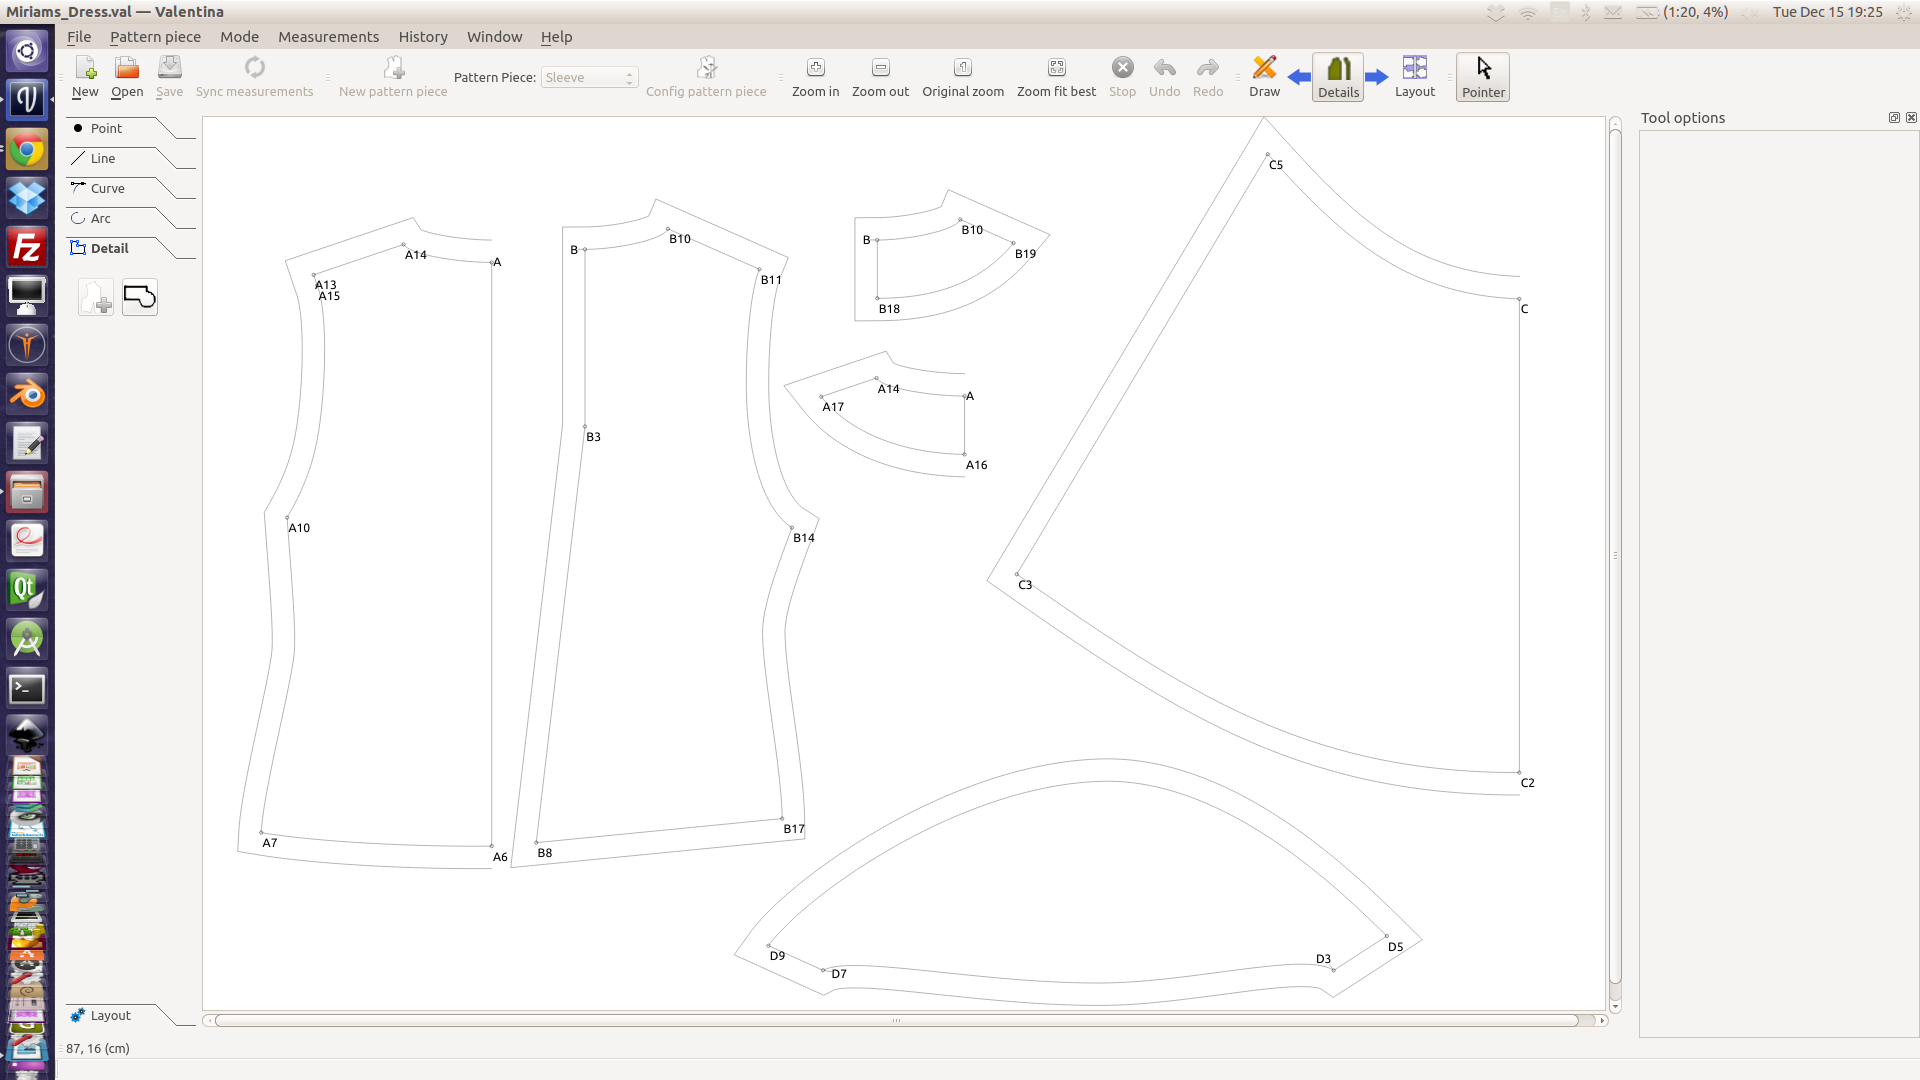 Miriams_Dress.val — Valentina
(1:20, 4%)
Tue Dec 15 19:25
File Pattern piece Mode Measurements History Window Help
New
Open
Save
Sync measurements
New pattern piece
Pattern Piece:
Sleeve
Config pattern piece
Zoom in
Zoom out
Original zoom
Zoom fit best
Stop
Undo
Redo
Draw
Details
Layout
Pointer
Tool options
Point
Line
Curve
Arc
Detail
A14
A
A13
A15
A10
A7
A6
B
B10
B11
B3
B14
B17
B8
B
B10
B19
B18
A14
A
A17
A16
C5
C
C3
C2
D9
D7
D3
D5
Layout
87, 16 (cm)